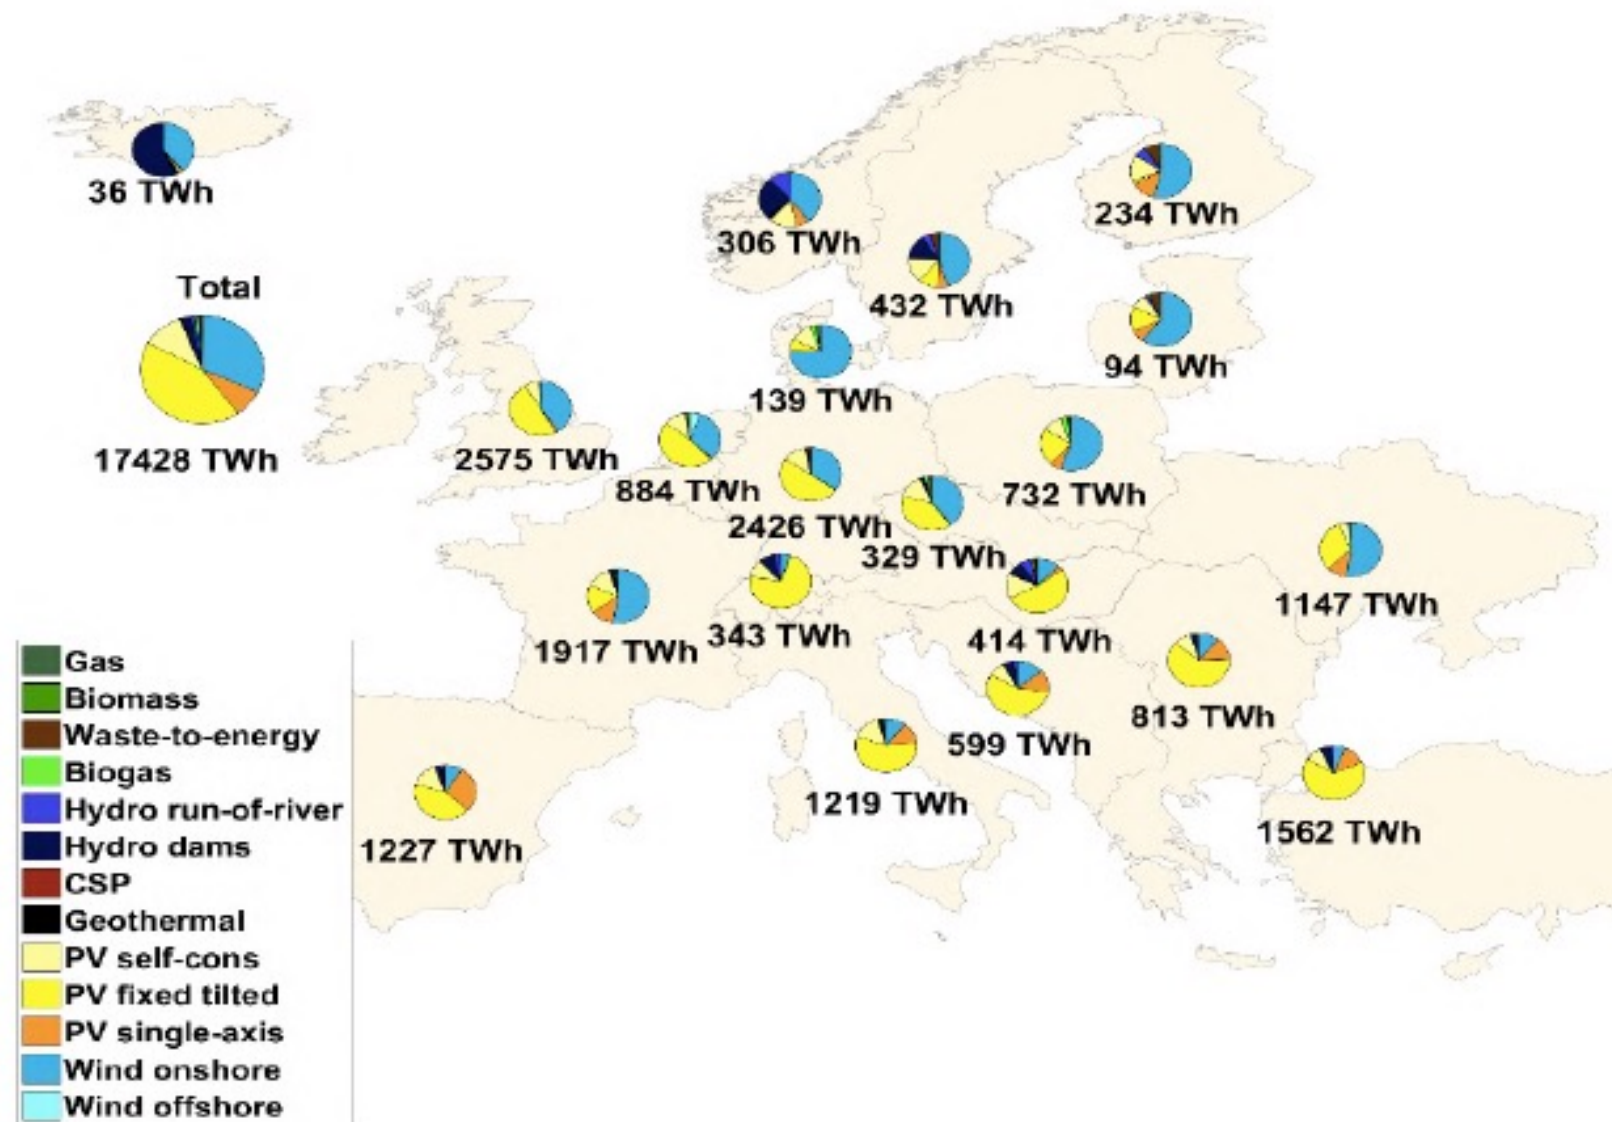 36 TWh
306 TWh
234 TWh
432 TWh
Total
94 TWh
139 TWh
17428 TWh
2575 TWh
884 TWh
732 TWh
2426 TWh
329 TWh
1147 TWh
1917 TWh
343 TWh
414 TWh
813 TWh
599 TWh
1219 TWh
1562 TWh
1227 TWh
Gas
Biomass
Waste-to-energy
Biogas
Hydro run-of-river
Hydro dams
CSP
Geothermal
PV self-cons
PV fixed tilted
PV single-axis
Wind onshore
Wind offshore